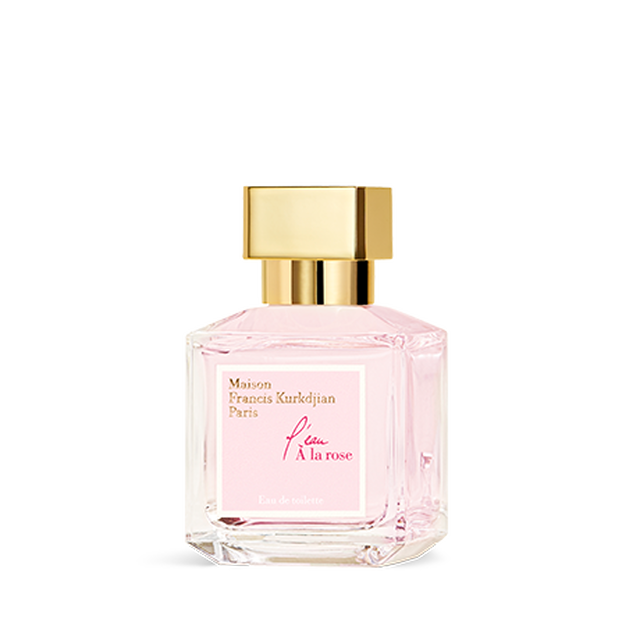 Maison
Francis Kurkdjian
Paris
l'eau
À la rose
Eau de toilette